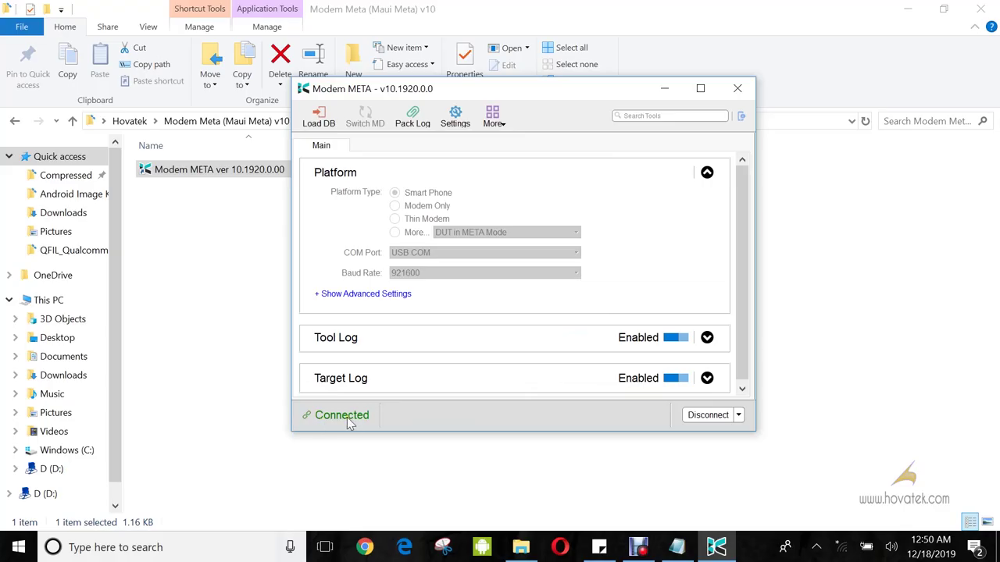 Shortcut Tools
Application Tools
Modem Meta (Maui Meta) v10
File
Home
Share
View
Manage
Manage
Pin to Quick
access
Copy
Paste
Cut
Copy path
Paste shortcut
Clipboard
Move
to
Copy
to
Delete
Rename
Organize
New
New item
Easy access
Properties
Open
Edit
Select all
Select none
Hovatek
Modem Meta (Maui Meta) v10
Search Modem Met...
Quick access
Compressed
Android Image K
Downloads
Pictures
QFIL_Qualcomm
OneDrive
This PC
3D Objects
Desktop
Documents
Downloads
Music
Pictures
Videos
Windows (C:)
D (D:)
D (D:)
Name
Modem META ver 10.1920.0.00
Modem META - v10.1920.0.0
Load DB
Switch MD
Pack Log
Settings
More
Search Tools
Main
Platform
Platform Type:
Smart Phone
Modem Only
Thin Modem
More...
DUT in META Mode
COM Port:
USB COM
Baud Rate:
921600
+ Show Advanced Settings
Tool Log
Enabled
Target Log
Enabled
Connected
Disconnect
www.hovatek.com
1 item
1 item selected
1.16 KB
Type here to search
12:50 AM
12/18/2019
2